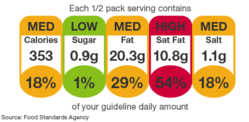 Each 1/2 pack serving contains
MED LOW MED HIGH MED
Calories Sugar Fat Sat Fat Salt
353 0.9g 20.3g 10.8g 1.1g
18% 1% 29% 54% 18%
of your guideline daily amount
Source: Food Standards Agency